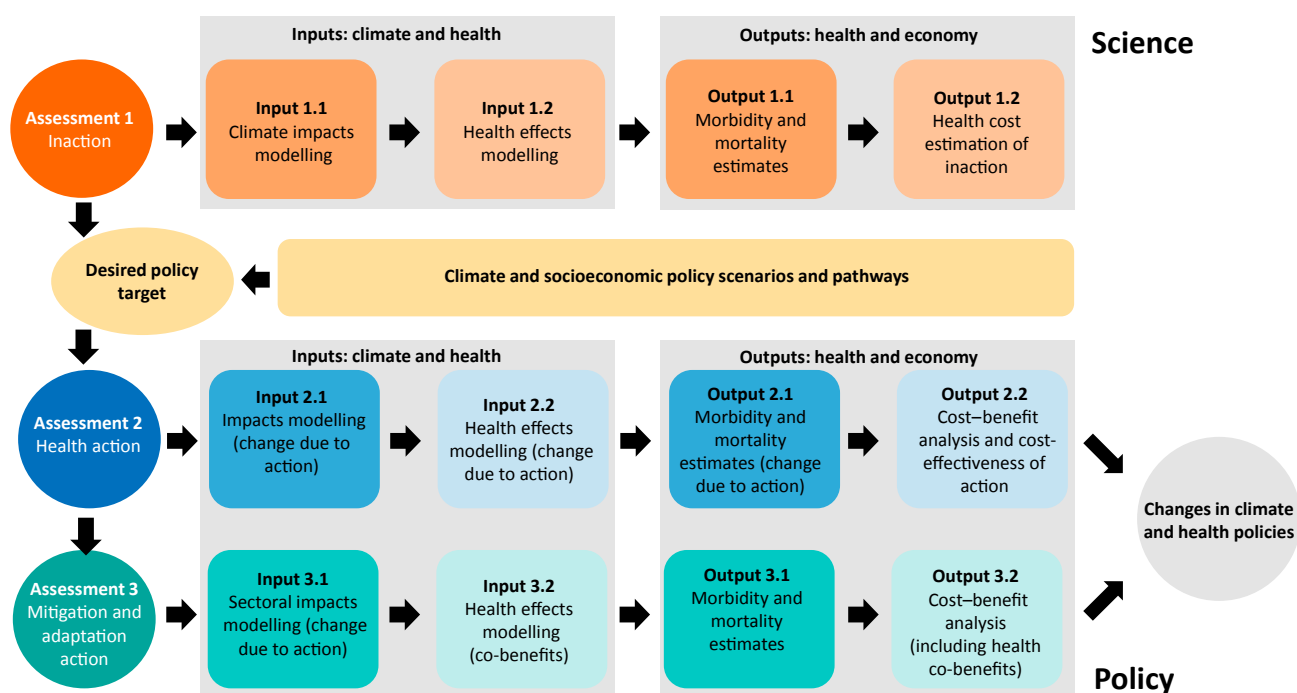 Inputs: climate and health
Outputs: health and economy
Science
Assessment 1
Inaction
Input 1.1
Climate impacts
modelling
Input 1.2
Health effects
modelling
Output 1.1
Morbidity and
mortality
estimates
Output 1.2
Health cost
estimation of
inaction
Desired policy
target
Climate and socioeconomic policy scenarios and pathways
Inputs: climate and health
Outputs: health and economy
Assessment 2
Health action
Input 2.1
Impacts modelling
(change due to
action)
Input 2.2
Health effects
modelling (change
due to action)
Output 2.1
Morbidity and
mortality
estimates (change
due to action)
Output 2.2
Cost–benefit
analysis and cost-
effectiveness of
action
Changes in climate
and health policies
Assessment 3
Mitigation and
adaptation
action
Input 3.1
Sectoral impacts
modelling (change
due to action)
Input 3.2
Health effects
modelling
(co-benefits)
Output 3.1
Morbidity and
mortality
estimates
Output 3.2
Cost–benefit
analysis
(including health
co-benefits)
Policy